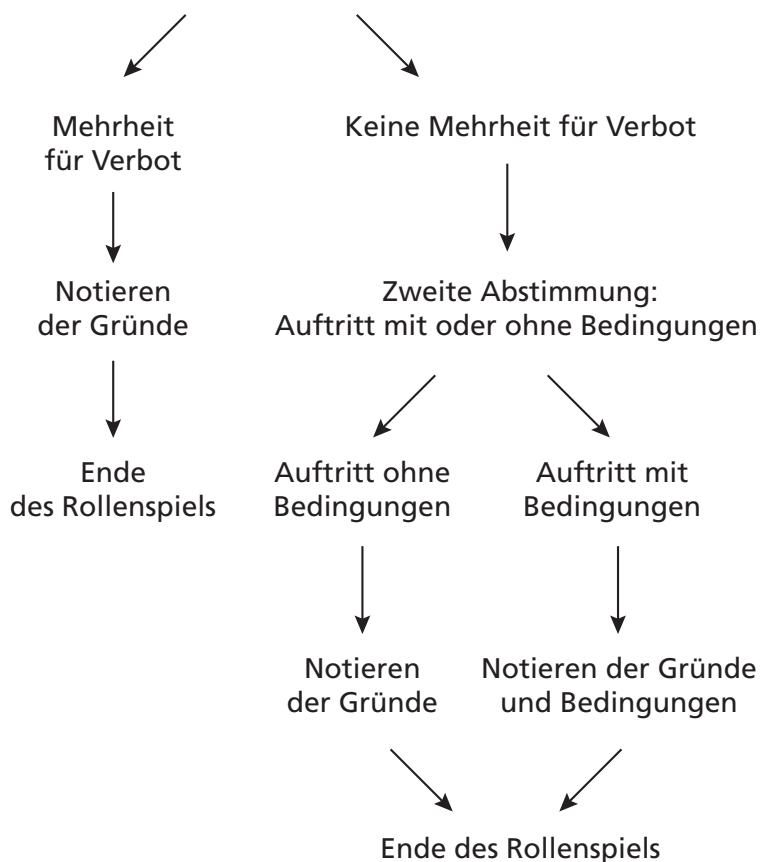 Mehrheit
für Verbot
Keine Mehrheit für Verbot
Notieren
der Gründe
Zweite Abstimmung:
Auftritt mit oder ohne Bedingungen
Ende
des Rollenspiels
Auftritt ohne
Bedingungen
Auftritt mit
Bedingungen
Notieren
der Gründe
Notieren der Gründe
und Bedingungen
Ende des Rollenspiels